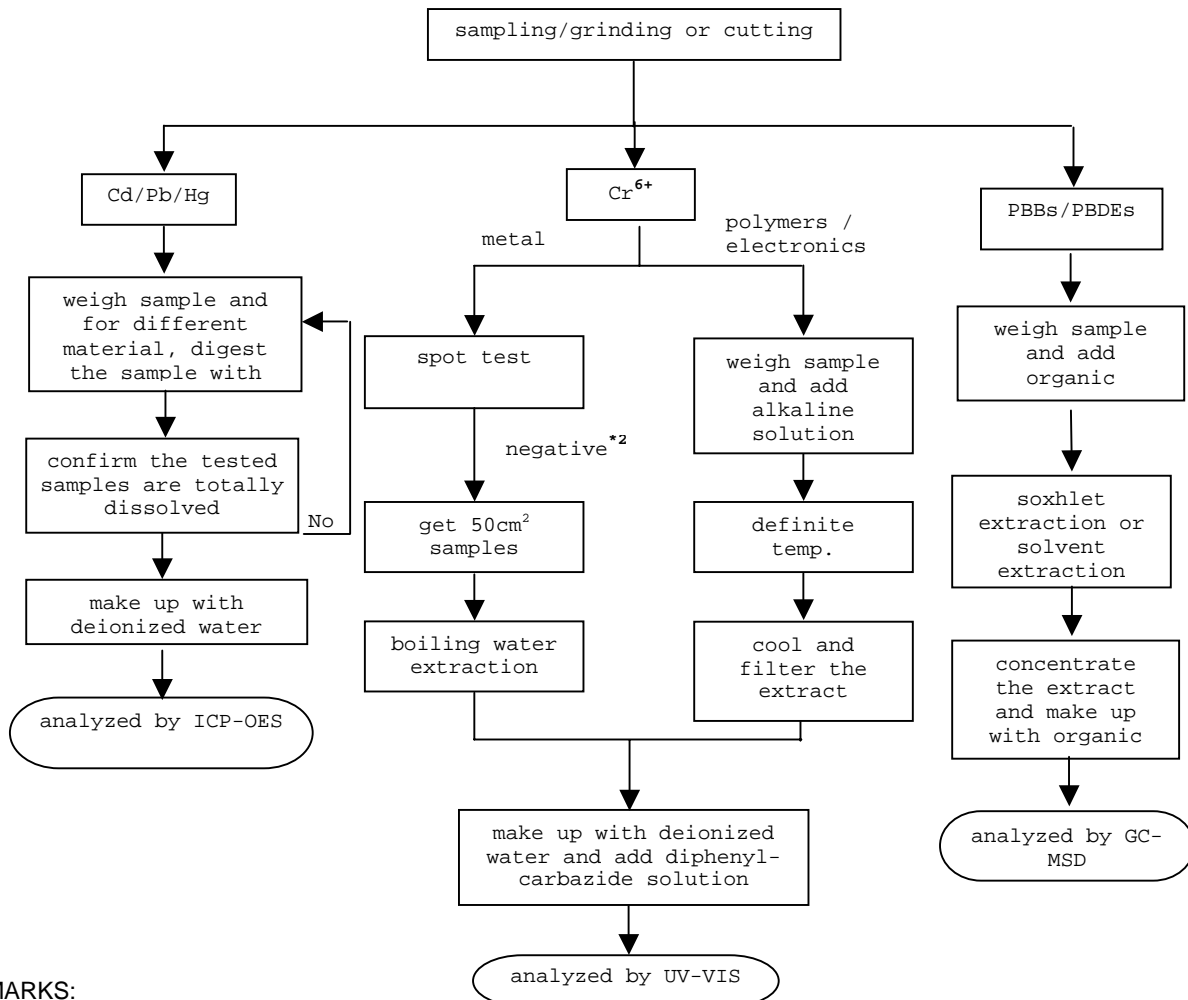 sampling/grinding or cutting
Cd/Pb/Hg
Cr6+
PBBs/PBDEs
metal
polymers /
electronics
weigh sample and
for different
material, digest
the sample with
spot test
weigh sample
and add
alkaline
solution
weigh sample
and add
organic
negative*2
confirm the tested
samples are totally
dissolved
No
get 50cm2
samples
definite
temp.
soxhlet
extraction or
solvent
extraction
make up with
deionized water
boiling water
extraction
cool and
filter the
extract
concentrate
the extract
and make up
with organic
analyzed by ICP-OES
make up with deionized
water and add diphenyl-
carbazide solution
analyzed by GC-
MSD
analyzed by UV-VIS
MARKS: